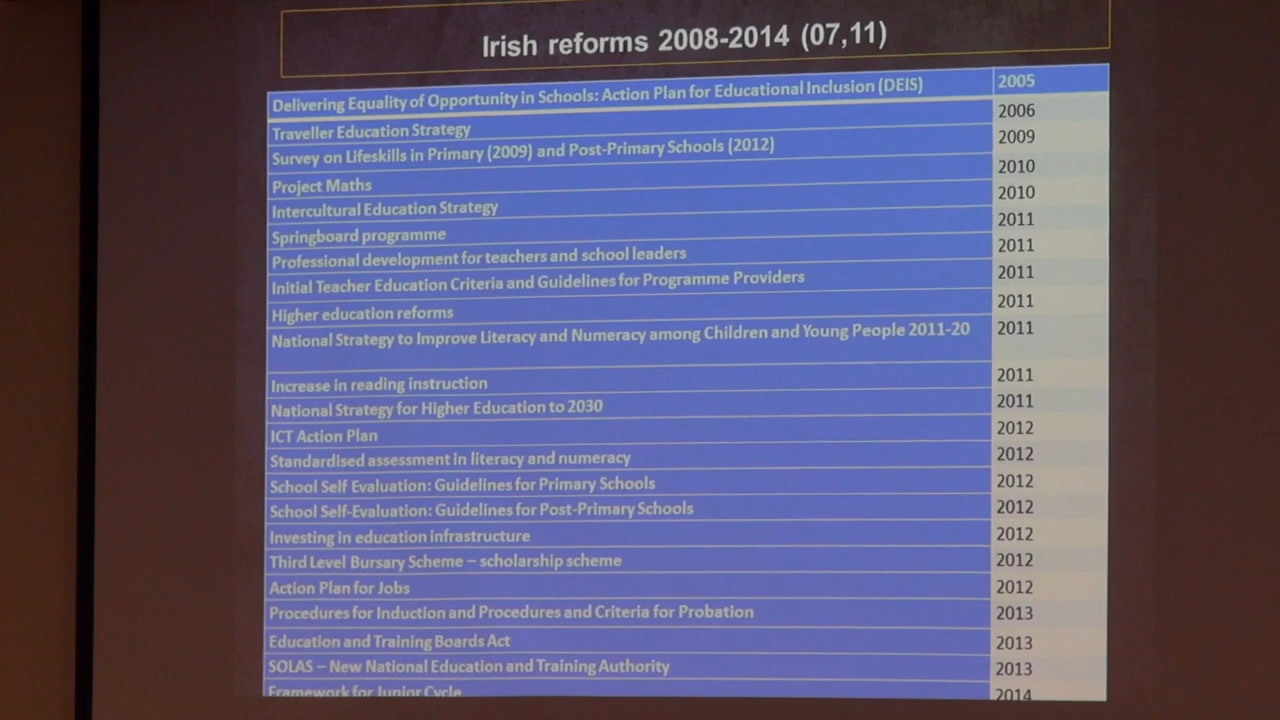 Irish reforms 2008-2014 (07,11)
Delivering Equality of Opportunity in Schools: Action Plan for Educational Inclusion (DEIS) 2005
Traveller Education Strategy 2006
Survey on Lifeskills in Primary (2009) and Post-Primary Schools (2012) 2009
Project Maths 2010
Intercultural Education Strategy 2010
Springboard programme 2011
Professional development for teachers and school leaders 2011
Initial Teacher Education Criteria and Guidelines for Programme Providers 2011
Higher education reforms 2011
National Strategy to Improve Literacy and Numeracy among Children and Young People 2011-20 2011
Increase in reading instruction 2011
National Strategy for Higher Education to 2030 2011
ICT Action Plan 2012
Standardised assessment in literacy and numeracy 2012
School Self Evaluation: Guidelines for Primary Schools 2012
School Self-Evaluation: Guidelines for Post-Primary Schools 2012
Investing in education infrastructure 2012
Third Level Bursary Scheme – scholarship scheme 2012
Action Plan for Jobs 2012
Procedures for Induction and Procedures and Criteria for Probation 2013
Education and Training Boards Act 2013
SOLAS – New National Education and Training Authority 2013
Framework for Junior Cycle 2014